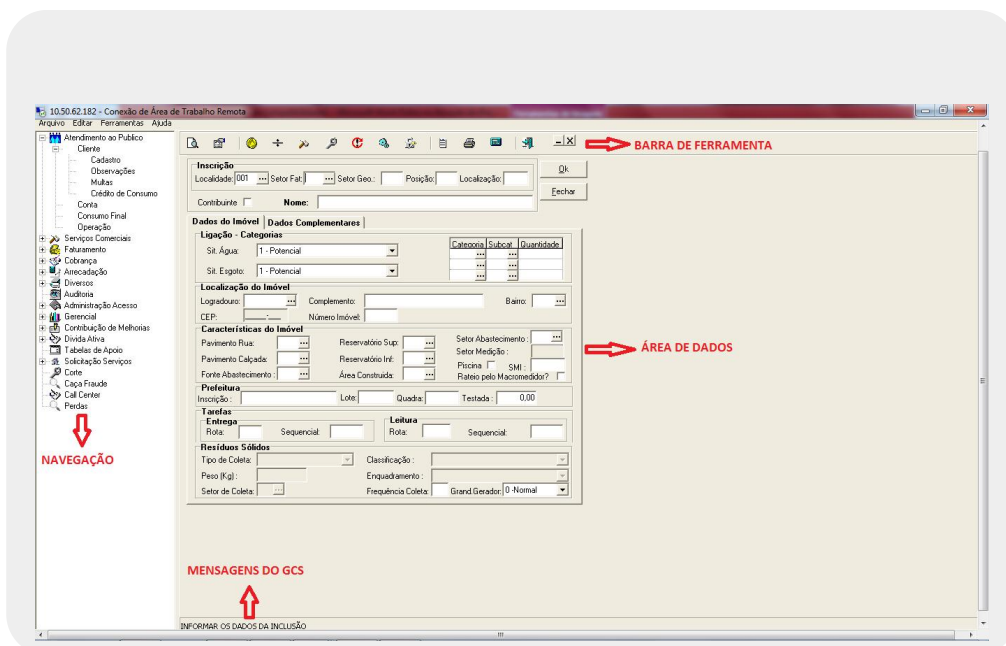 10.50.62.182 - Conexão de Área de Trabalho Remota
Arquivo Editar Ferramentas Ajuda
Atendimento ao Publico
Cliente
Cadastro
Observações
Multas
Crédito de Consumo
Conta
Consumo Final
Operação
Serviços Comerciais
Faturamento
Cobrança
Arrecadação
Diversos
Auditoria
Administração Acesso
Gerencial
Contribuição de Melhorias
Divida Ativa
Tabelas de Apoio
Solicitação Serviços
Corte
Caça Fraude
Call Center
Perdas
NAVEGAÇÃO
BARRA DE FERRAMENTA
Inscrição
Localidade: 001 ... Setor Fat: ... Setor Geo.: Posição: Localização:
Contribuinte Nome:
Ok
Fechar
Dados do Imóvel Dados Complementares
Ligação - Categorias
Sit. Água: 1 - Potencial
Sit. Esgoto: 1 - Potencial
Categoria Subcat Quantidade
... ...
... ...
... ...
Localização do Imóvel
Logradouro: ... Complemento: Bairro: ...
CEP: _____-___ Número Imóvel:
Características do Imóvel
Pavimento Rua: ... Reservatório Sup: ... Setor Abastecimento : ...
Setor Medição :
Pavimento Calçada: ... Reservatório Inf: ... Piscina SMI :
Fonte Abastecimento : ... Área Construida: ... Rateio pelo Macromedidor?
ÁREA DE DADOS
Prefeitura
Inscrição : Lote: Quadra: Testada : 0,00
Tarefas
Entrega Leitura
Rota: Sequencial: Rota: Sequencial:
Resíduos Sólidos
Tipo de Coleta: Classificação :
Peso (Kg) : Enquadramento :
Setor de Coleta: ... Frequência Coleta: Grand.Gerador: 0 -Normal
MENSAGENS DO GCS
INFORMAR OS DADOS DA INCLUSÃO